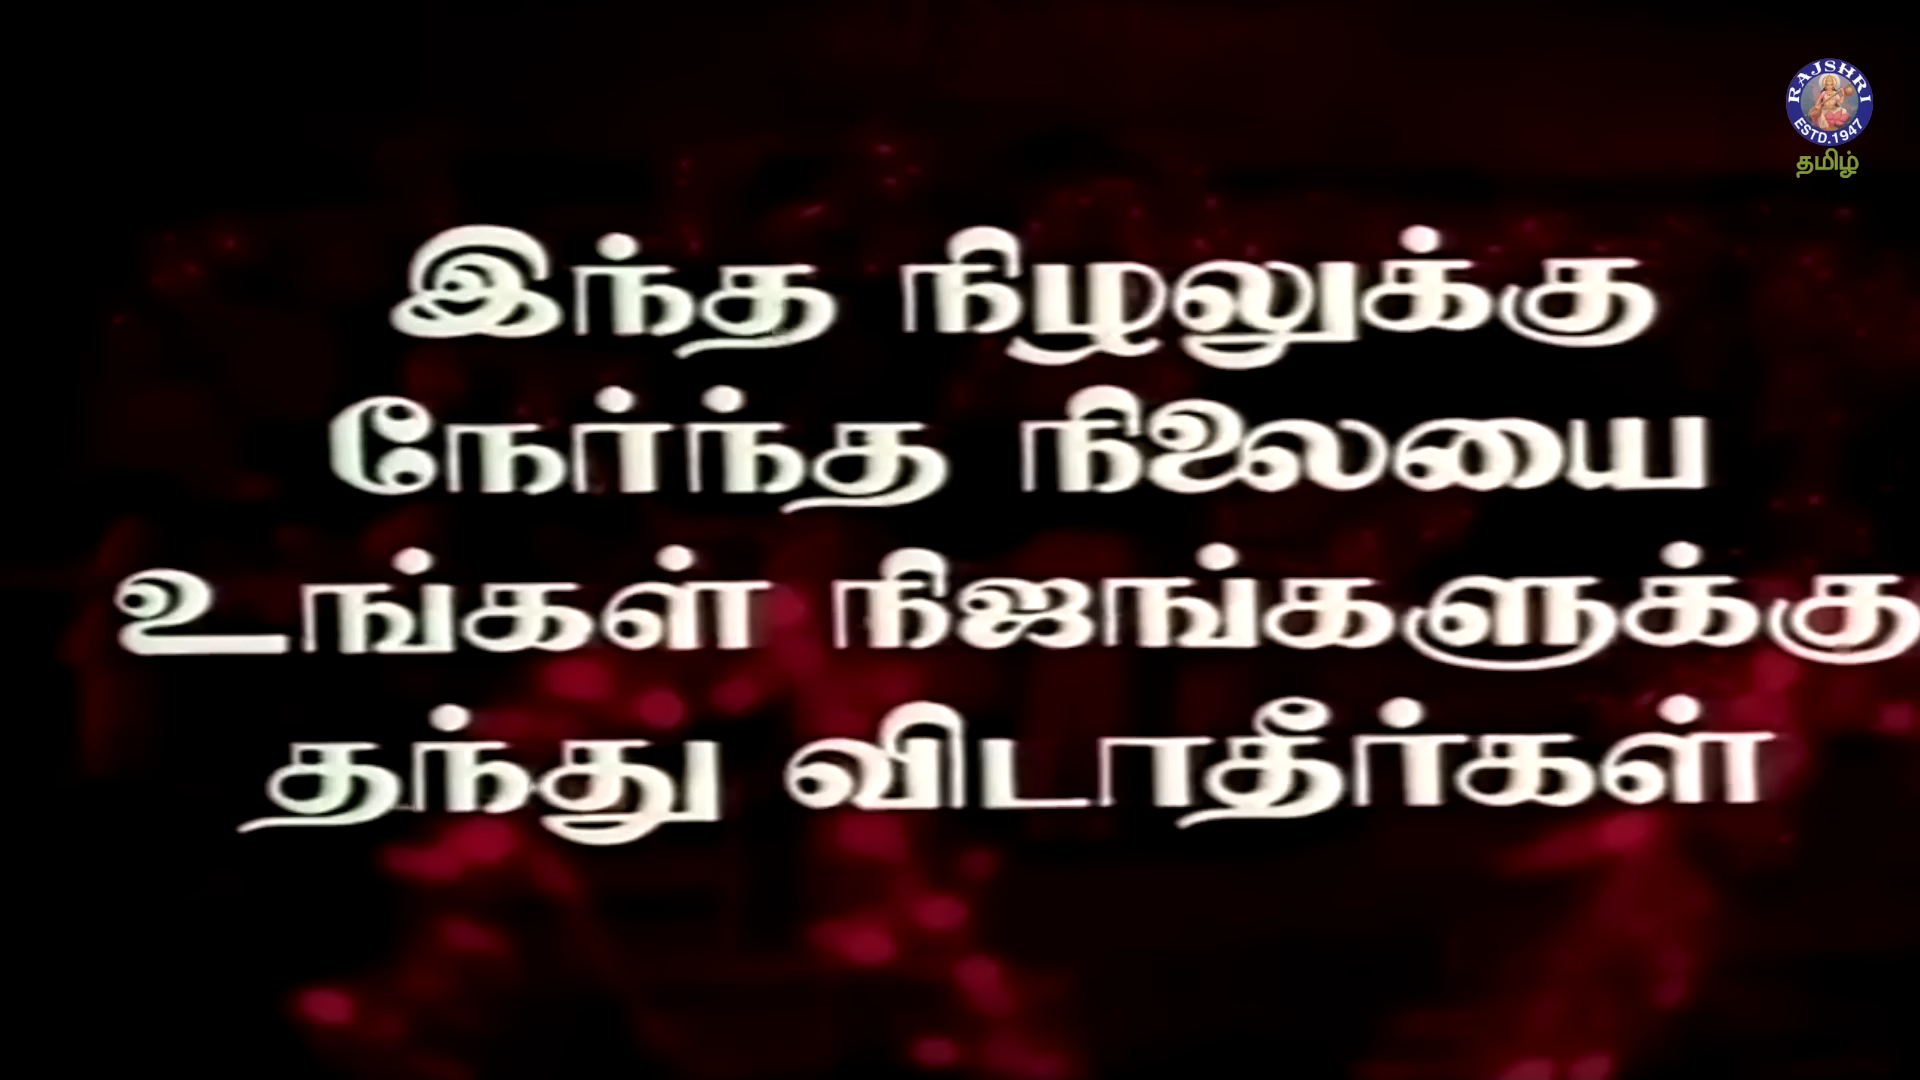 RAJSHRI
ESTD.1947
தமிழ்
இந்த நிழலுக்கு
நேர்ந்த நிலையை
உங்கள் நிஜங்களுக்கு
தந்து விடாதீர்கள்